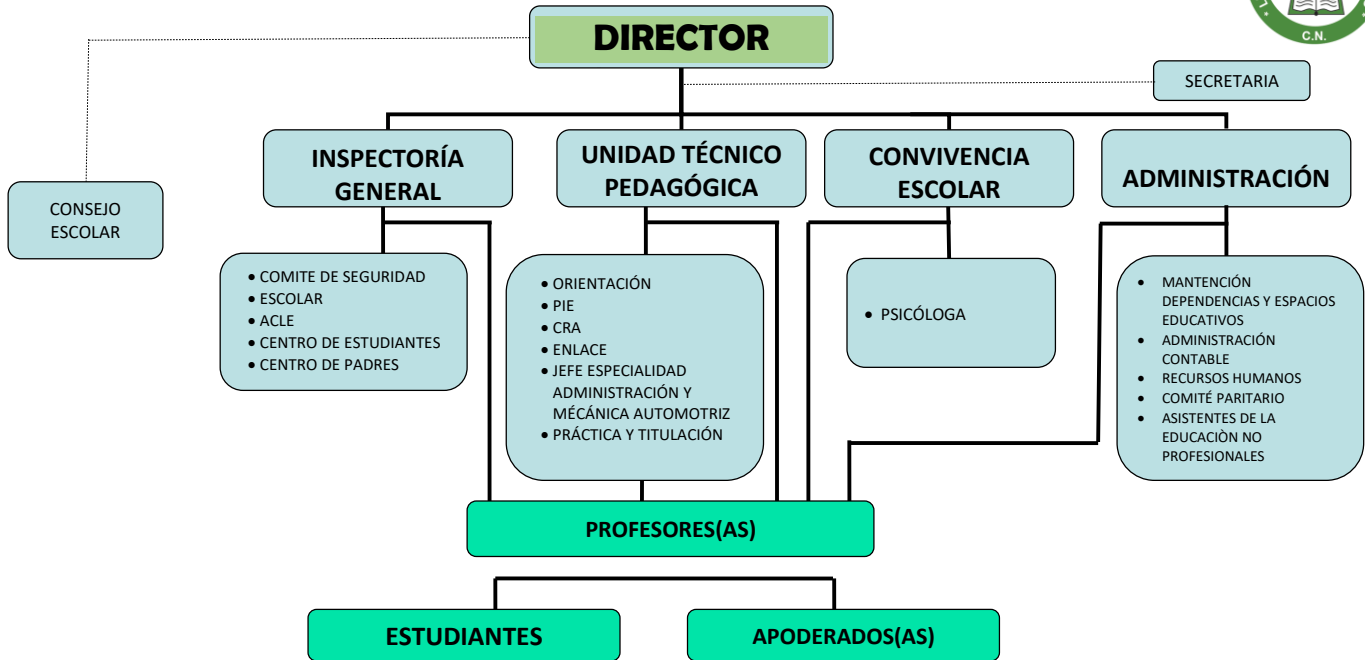 DIRECTOR
C.N.
SECRETARIA
INSPECTORÍA
GENERAL
UNIDAD TÉCNICO
PEDAGÓGICA
CONVIVENCIA
ESCOLAR
ADMINISTRACIÓN
CONSEJO
ESCOLAR
• COMITE DE SEGURIDAD
• ESCOLAR
• ACLE
• CENTRO DE ESTUDIANTES
• CENTRO DE PADRES
• ORIENTACIÓN
• PIE
• CRA
• ENLACE
• JEFE ESPECIALIDAD
ADMINISTRACIÓN Y
MÉCÁNICA AUTOMOTRIZ
• PRÁCTICA Y TITULACIÓN
• PSICÓLOGA
• MANTENCIÓN
DEPENDENCIAS Y ESPACIOS
EDUCATIVOS
• ADMINISTRACIÓN
CONTABLE
• RECURSOS HUMANOS
• COMITÉ PARITARIO
• ASISTENTES DE LA
EDUCACIÒN NO
PROFESIONALES
PROFESORES(AS)
ESTUDIANTES
APODERADOS(AS)